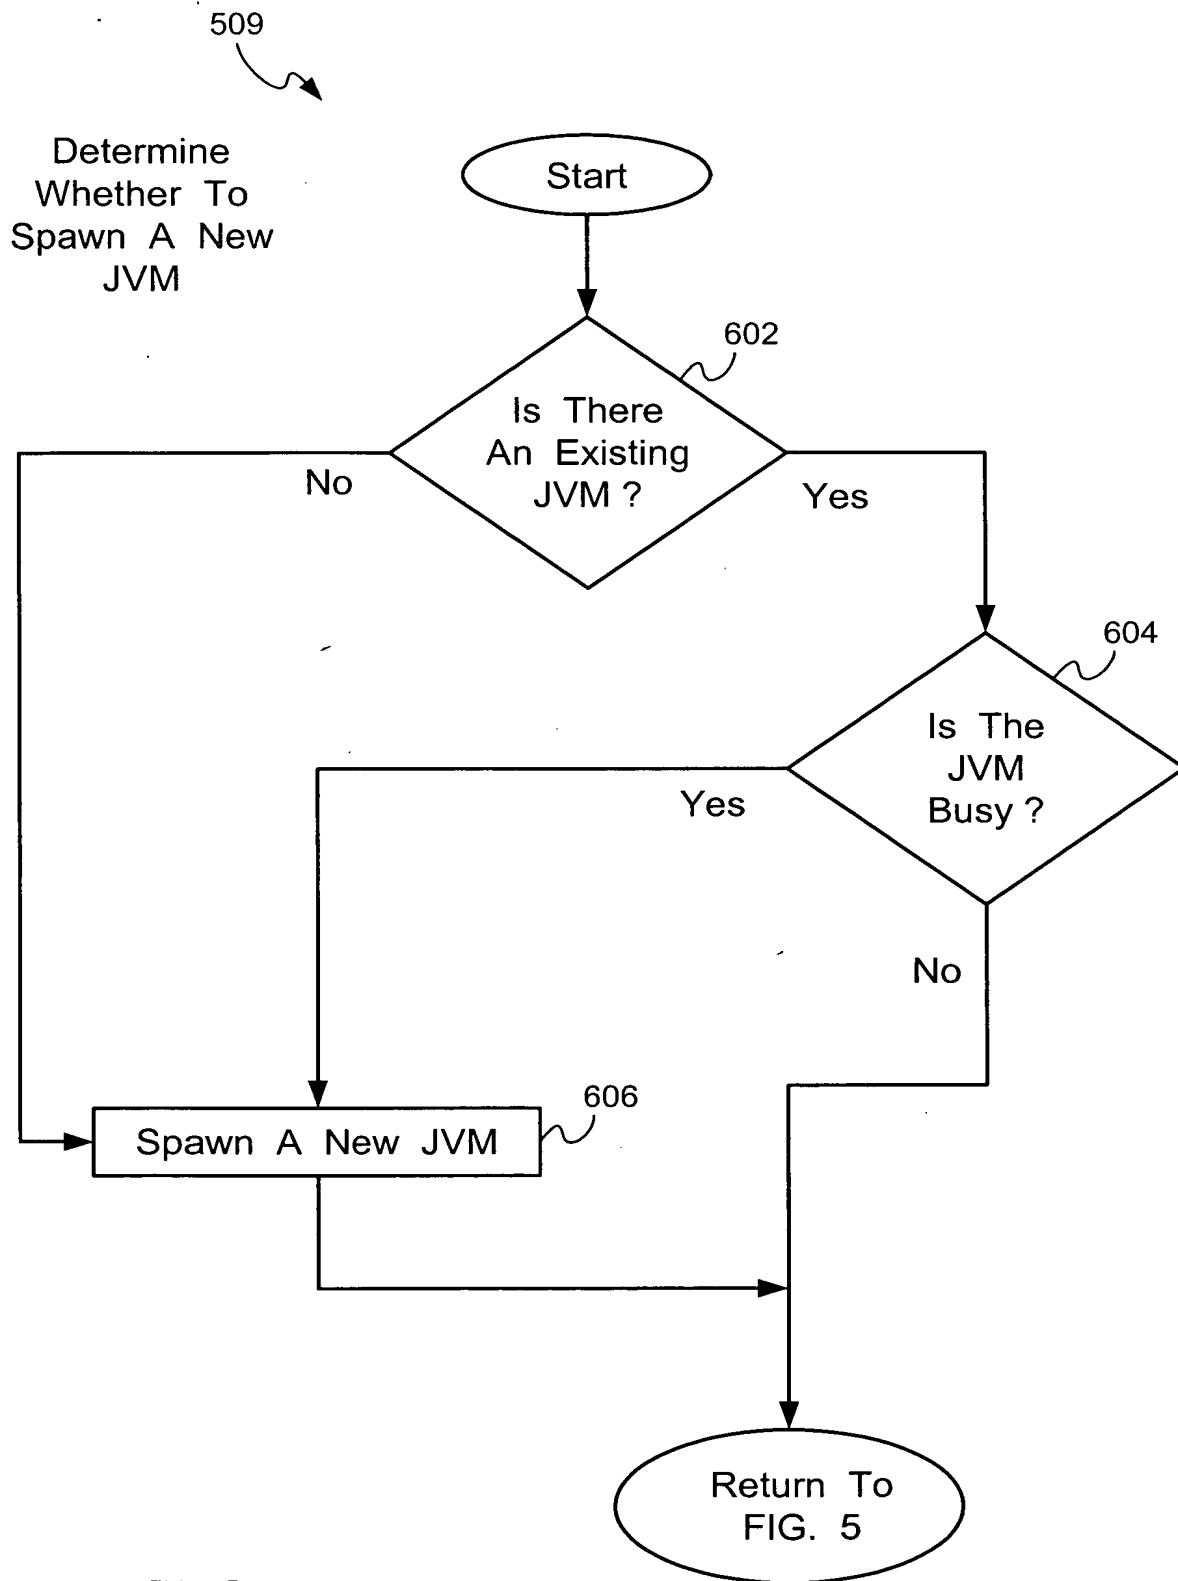 509
Determine
Whether To
Spawn A New
JVM
Start
602
Is There
An Existing
JVM ?
No
Yes
604
Is The
JVM
Busy ?
Yes
No
606
Spawn A New JVM
Return To
FIG. 5